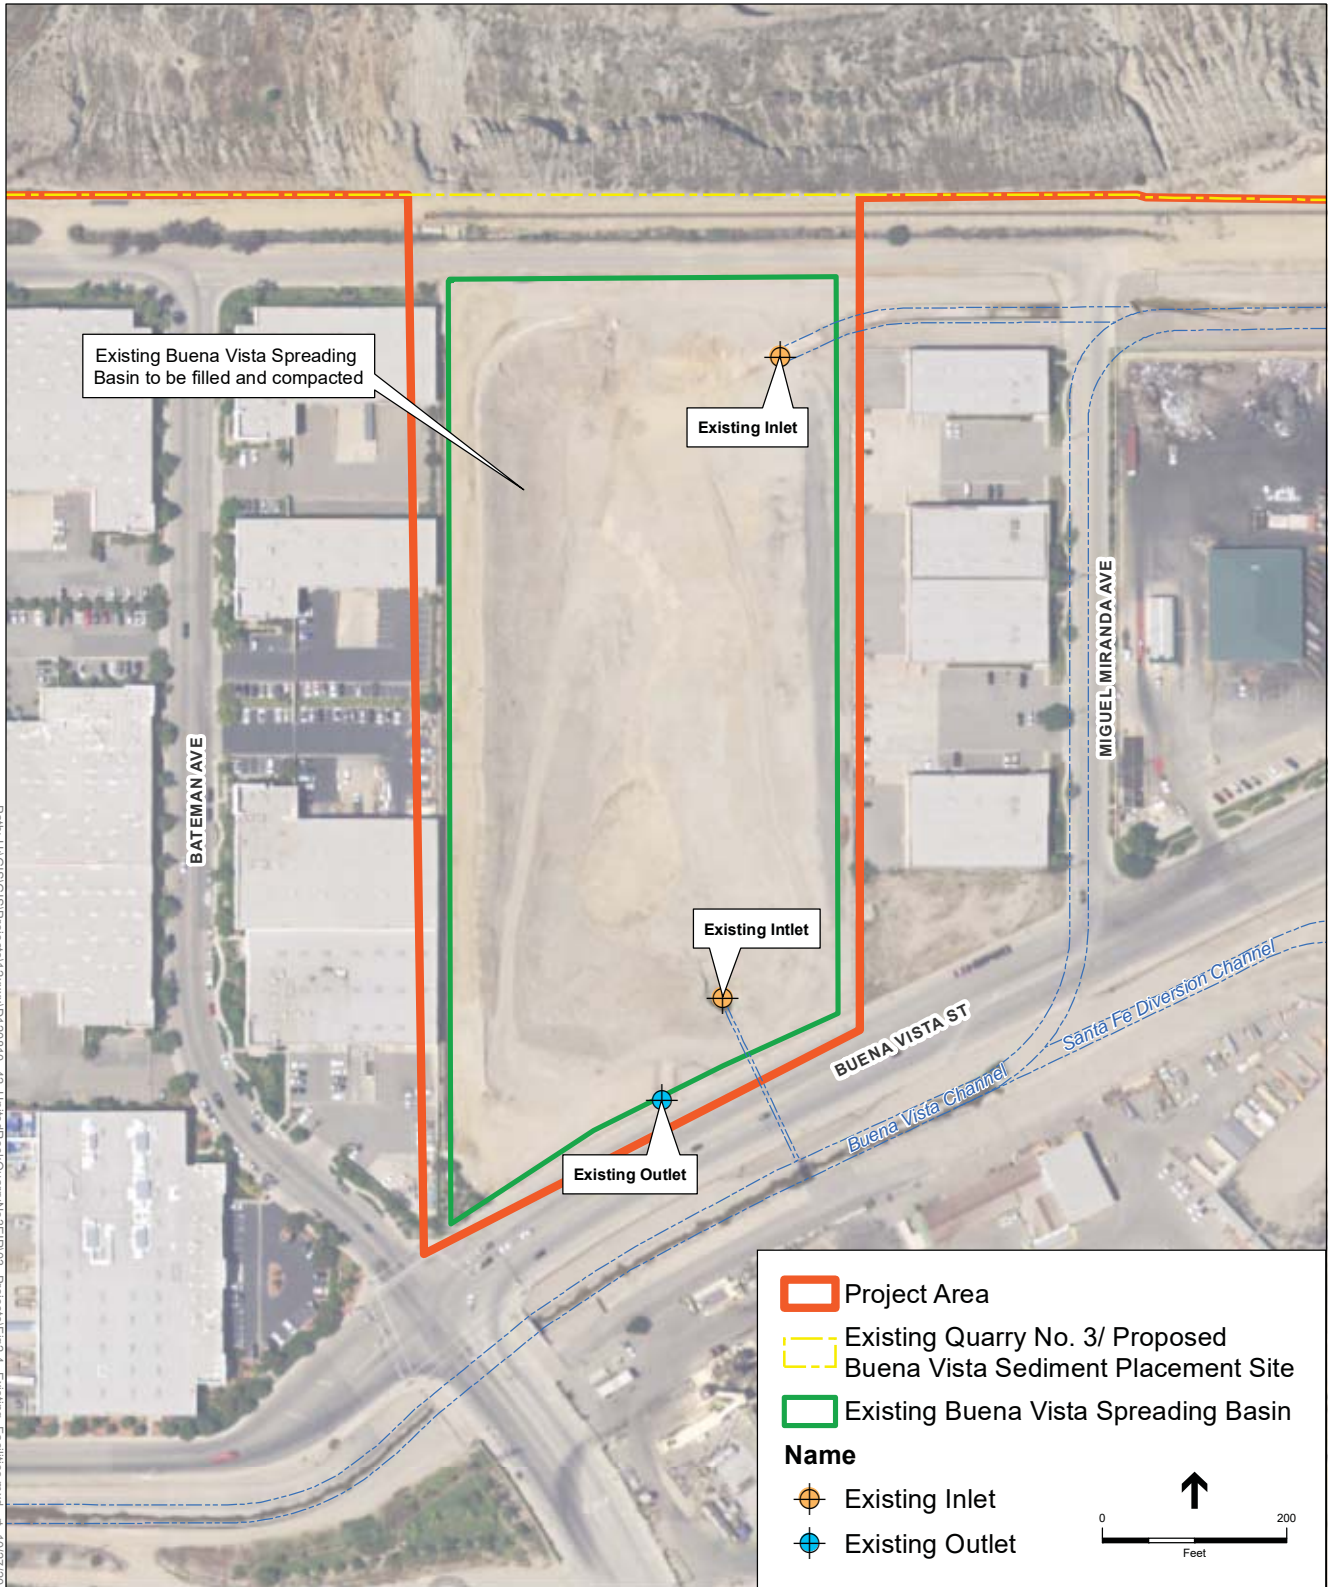 Existing Buena Vista Spreading
Basin to be filled and compacted
Existing Inlet
MIGUEL MIRANDA AVE
BATEMAN AVE
Existing Intlet
BUENA VISTA ST
Santa Fe Diversion Channel
Buena Vista Channel
Existing Outlet
Project Area
Existing Quarry No. 3/ Proposed
Buena Vista Sediment Placement Site
Existing Buena Vista Spreading Basin
Name
Existing Inlet
Existing Outlet
0 200
Feet